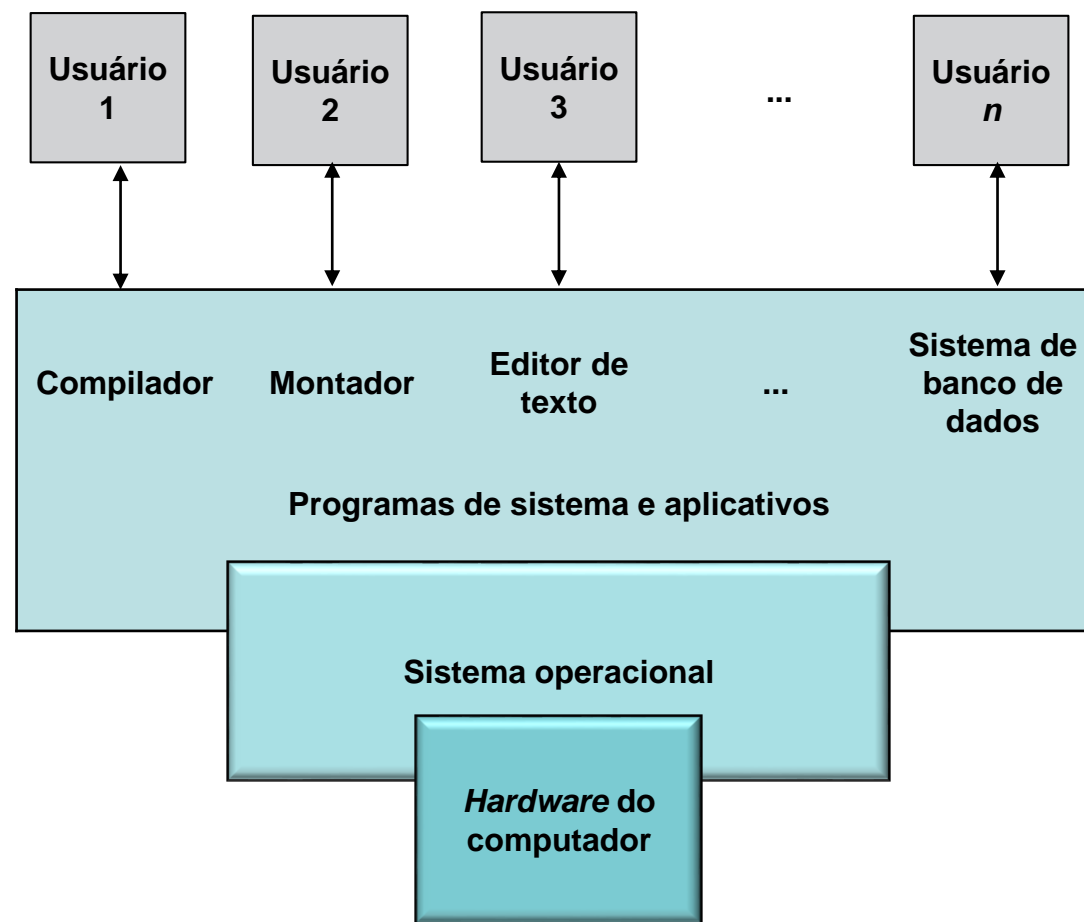 Usuário
1
Usuário
2
Usuário
3
...
Usuário
n
Compilador
Montador
Editor de
texto
...
Sistema de
banco de
dados
Programas de sistema e aplicativos
Sistema operacional
Hardware do
computador